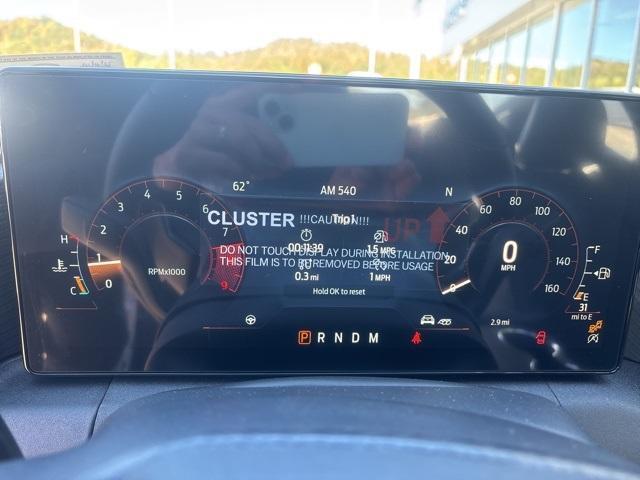 62° AM 540 N
CLUSTER !!!CAUTION!!! UP
Trip1
DO NOT TOUCH DISPLAY DURING INSTALLATION
THIS FILM IS TO BE REMOVED BEFORE USAGE
00:11:39 1.5 MPG
0.3 mi 1 MPH
Hold OK to reset
H
C
0 1 2 3 4 5 6 7 9
RPMx1000
0 20 40 60 80 100 120 140 160
0
MPH
F
E
31
mi to E
P R N D M
2.9 mi